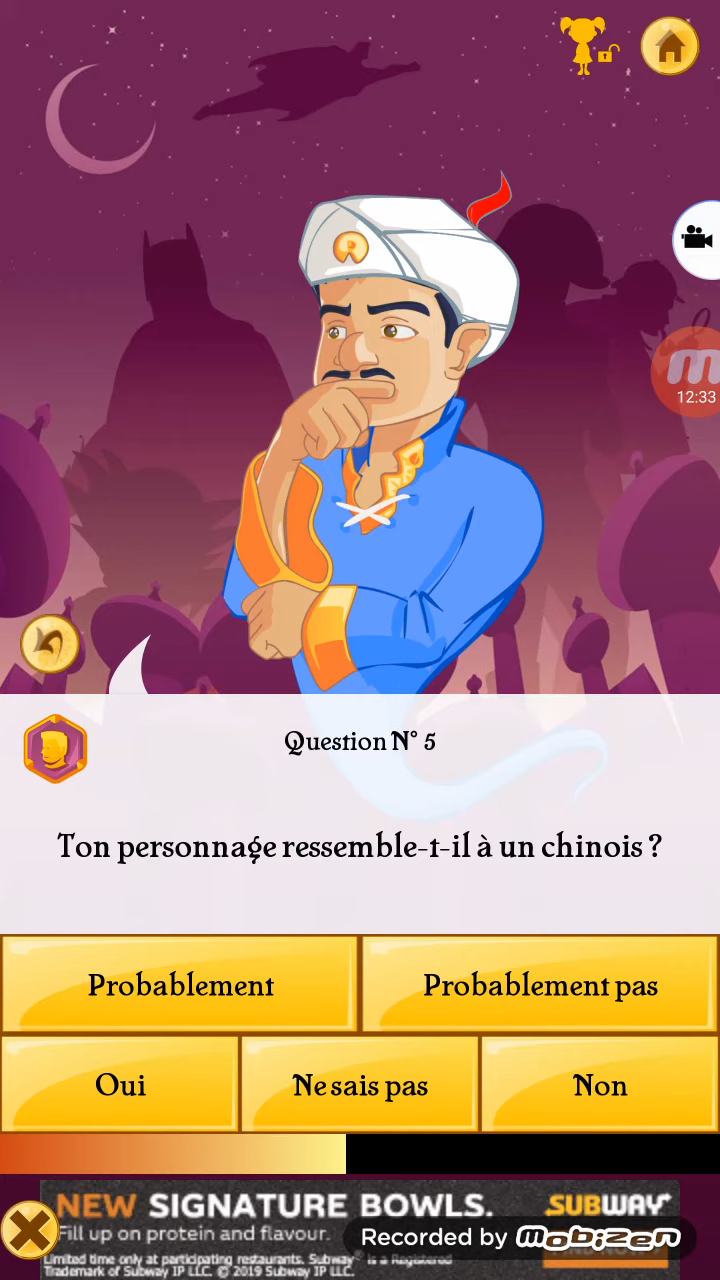 12:33
Question N° 5
Ton personnage ressemble-t-il à un chinois ?
Probablement
Probablement pas
Oui
Ne sais pas
Non
NEW SIGNATURE BOWLS.
SUBWAY
Fill up on protein and flavour.
Recorded by mobizen
Limited time only at participating restaurants. Subway® is a Registered
Trademark of Subway IP LLC. © 2019 Subway IP LLC.